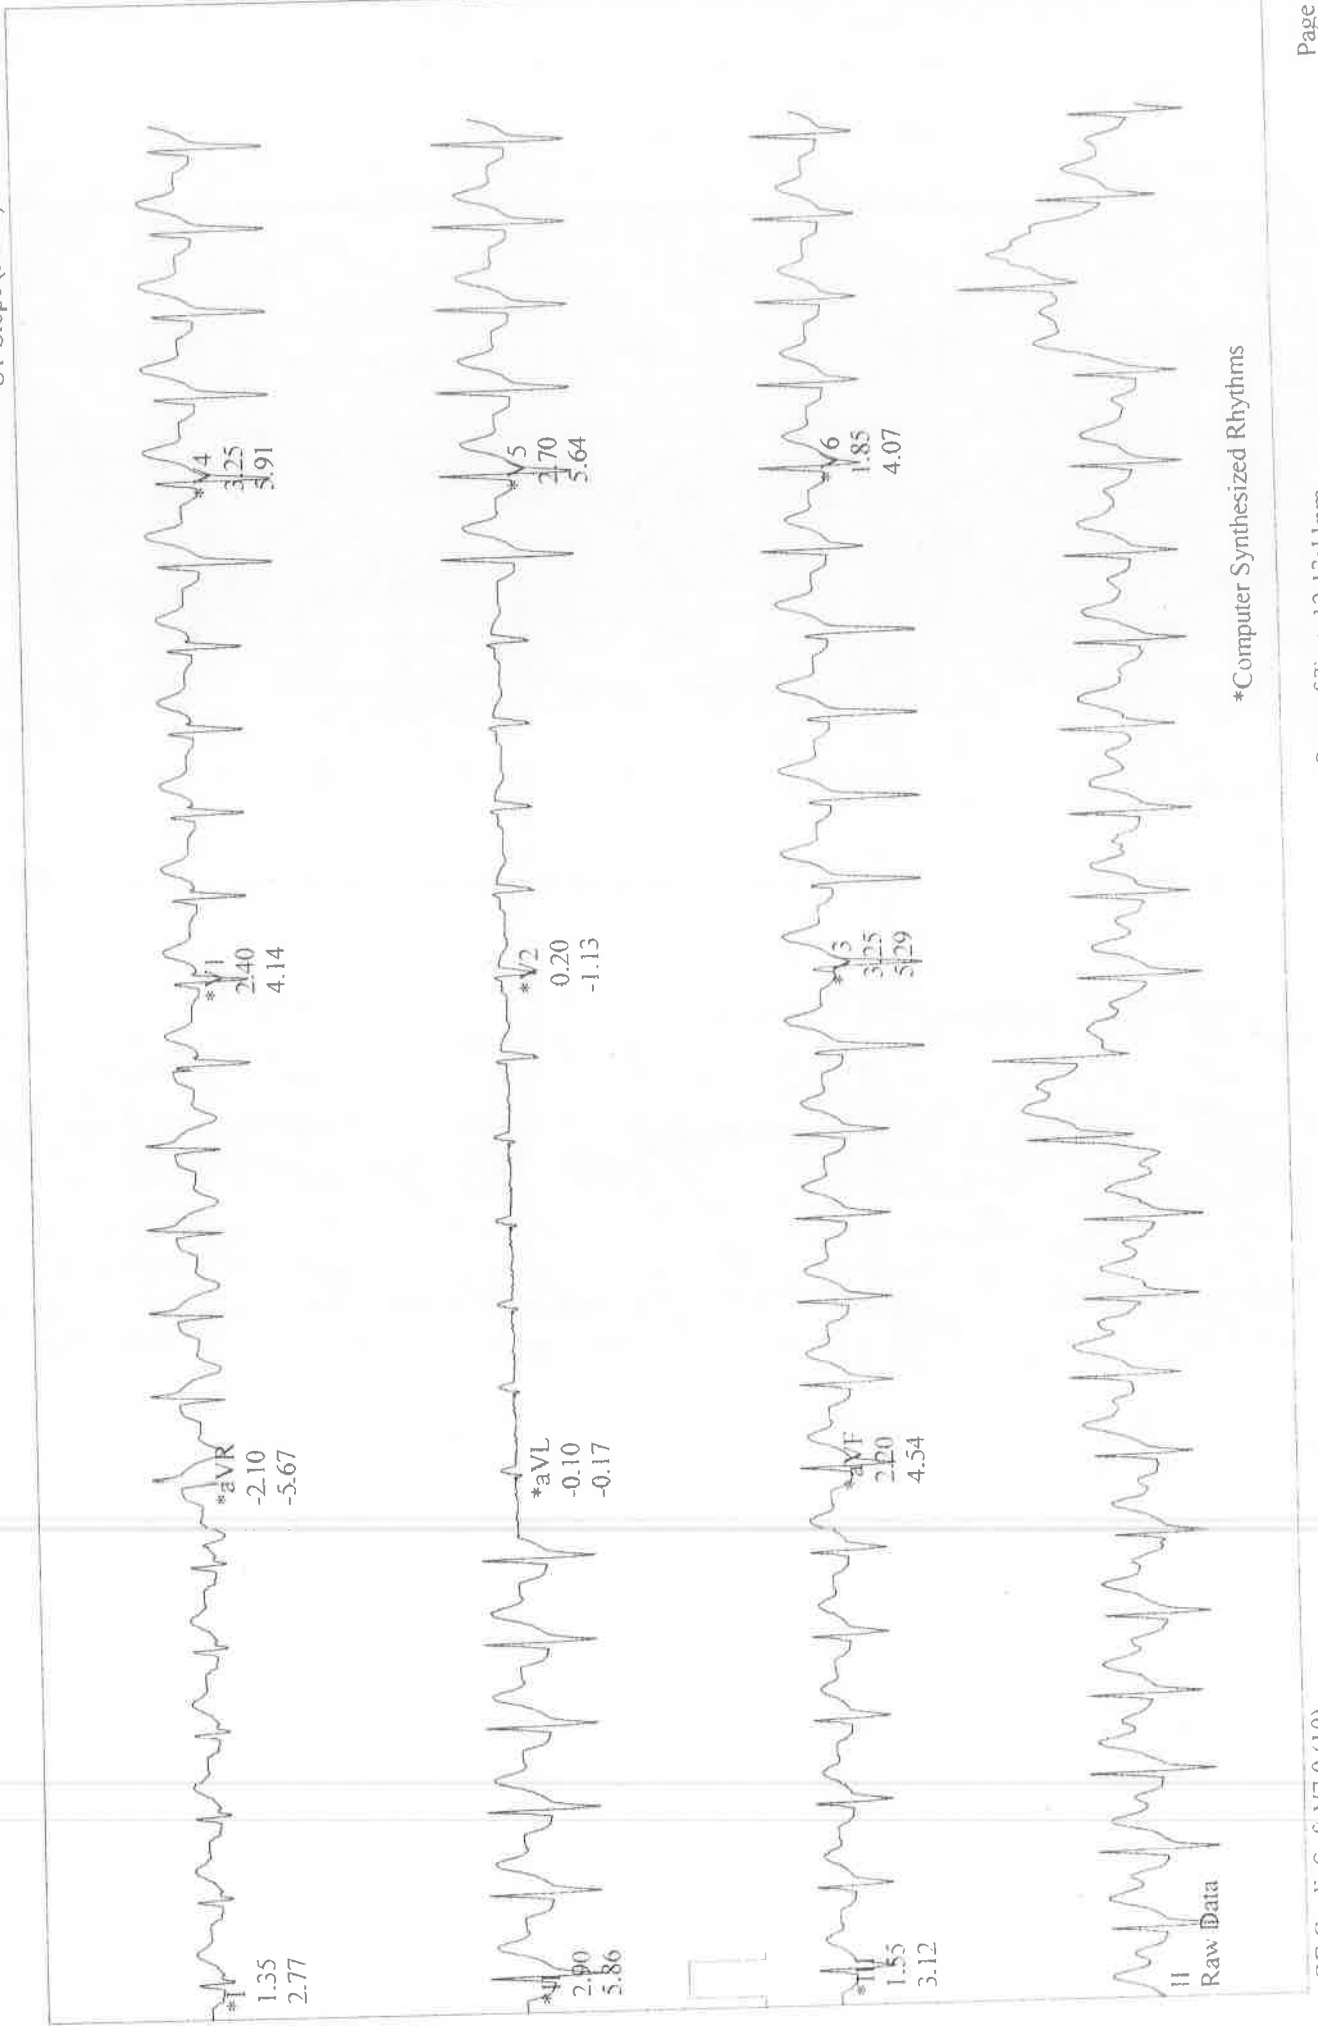 *I
1.35
2.77
*aVR
-2.10
-5.67
*V1
2.40
4.14
*V4
3.25
5.91
*II
2.90
5.86
*aVL
-0.10
-0.17
*V2
0.20
-1.13
*V5
2.70
5.64
*III
1.55
3.12
*aVF
2.20
4.54
*V3
3.25
5.29
*V6
1.85
4.07
II
Raw Data
*Computer Synthesized Rhythms
Page